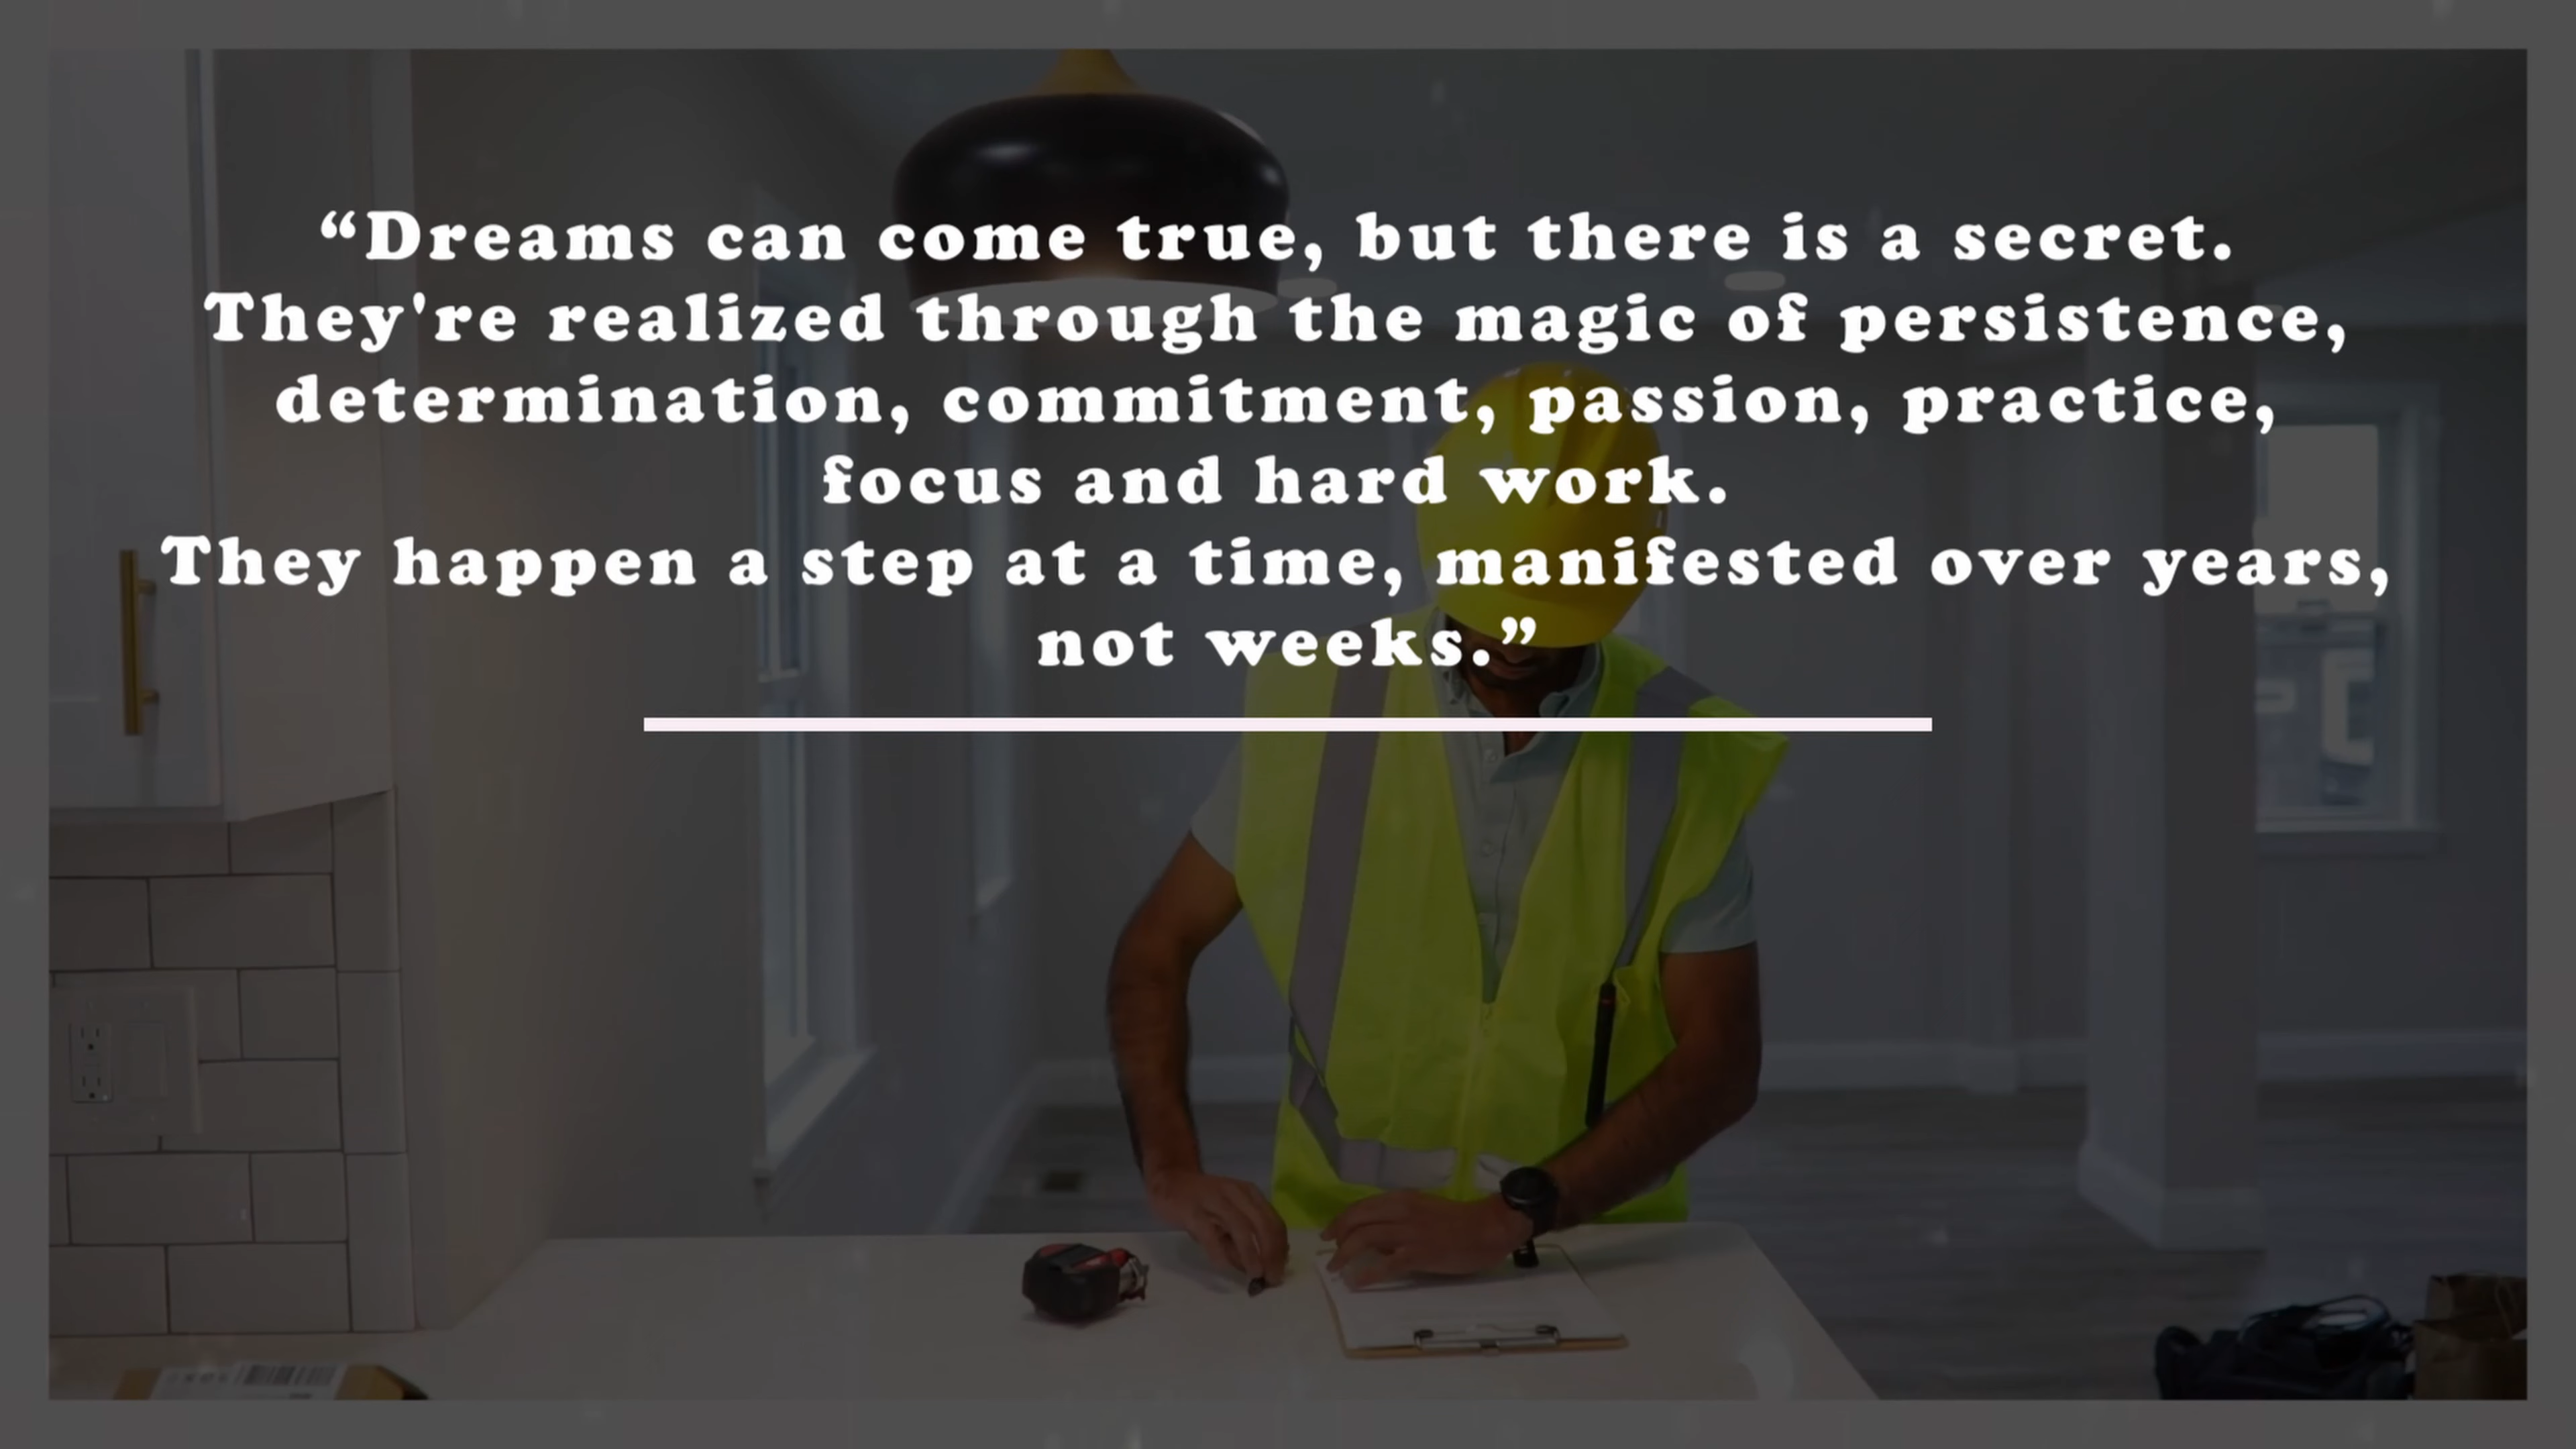 “Dreams can come true, but there is a secret.
They're realized through the magic of persistence,
determination, commitment, passion, practice,
focus and hard work.
They happen a step at a time, manifested over years,
not weeks.”